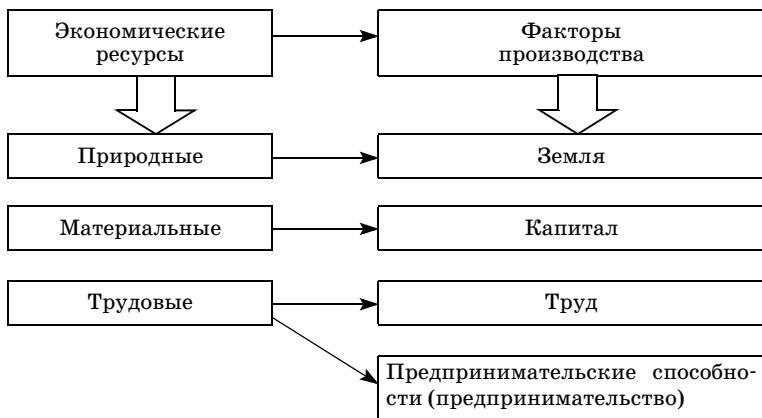 Экономические
ресурсы
Факторы
производства
Природные
Земля
Материальные
Капитал
Трудовые
Труд
Предпринимательские способно-
сти (предпринимательство)